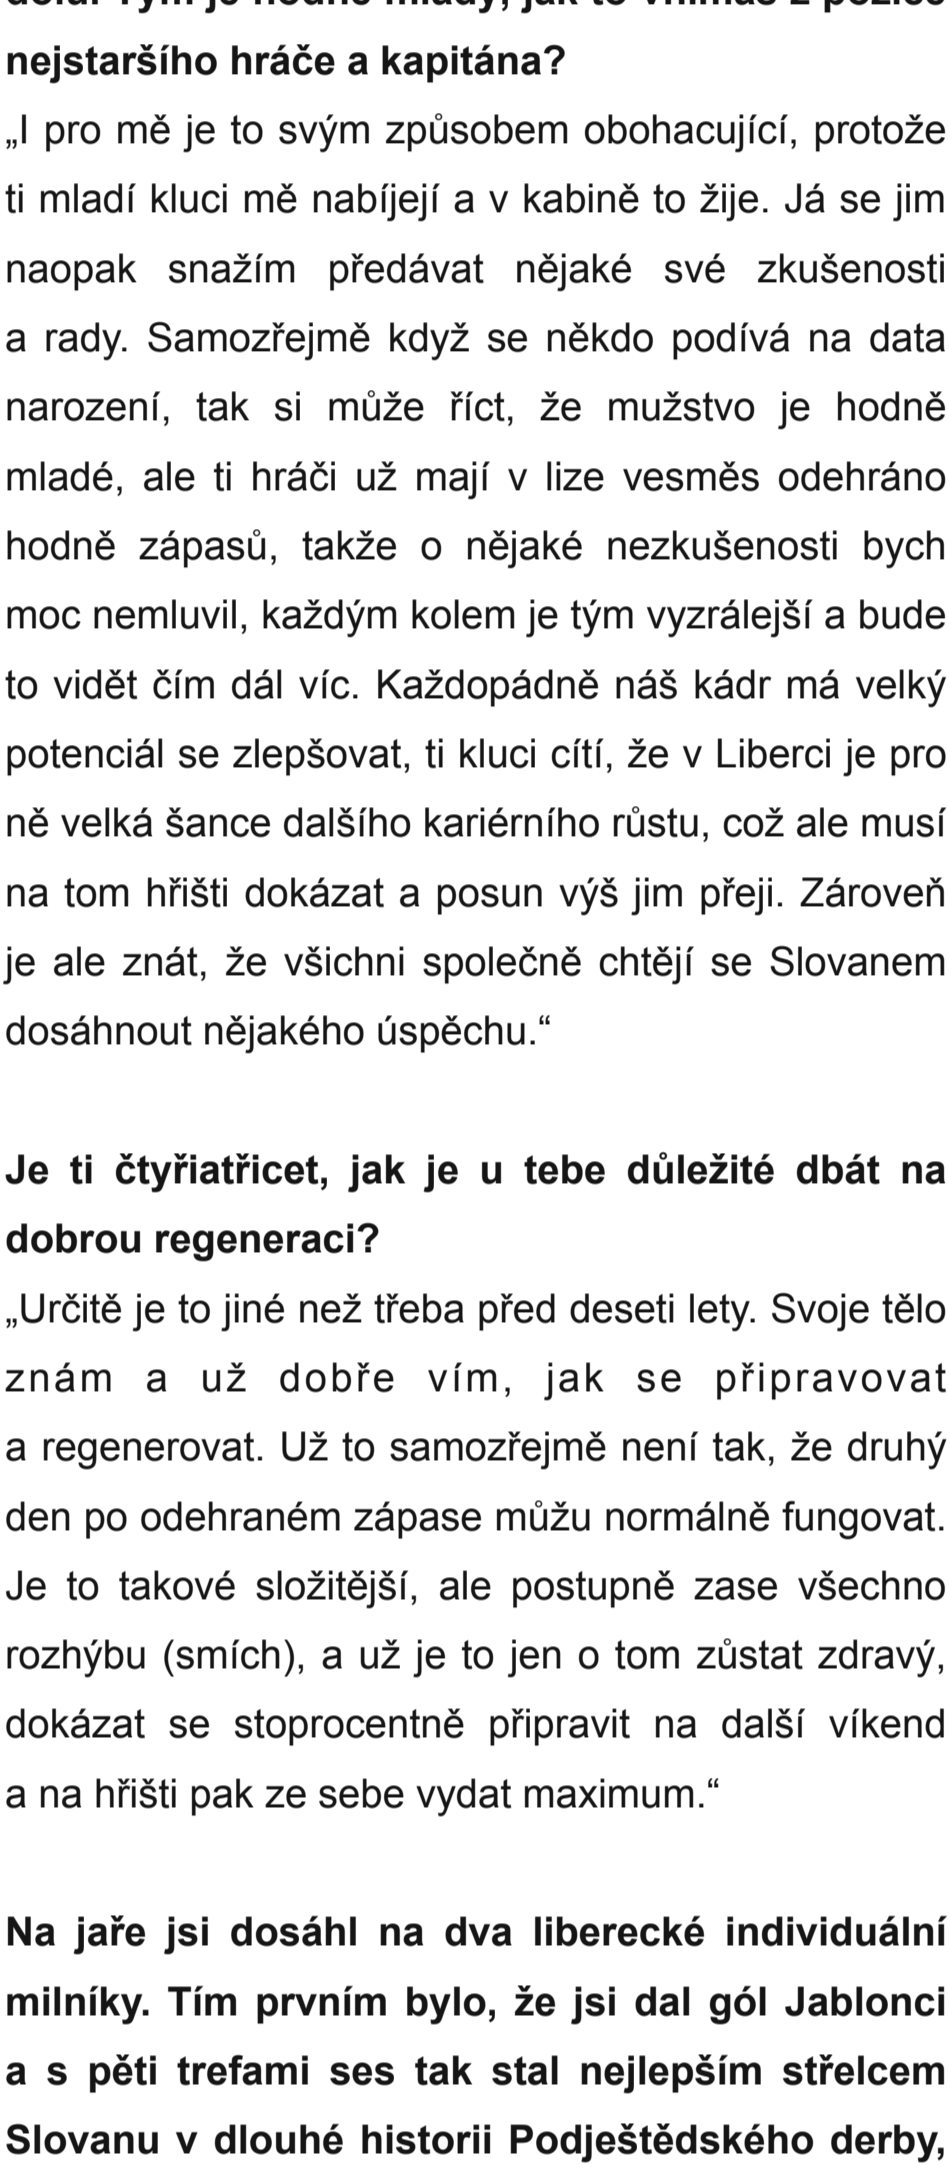 dolů. Tým je hodně mladý, jak to vnímáš z pozice
nejstaršího hráče a kapitána?
„I pro mě je to svým způsobem obohacující, protože
ti mladí kluci mě nabíjejí a v kabině to žije. Já se jim
naopak snažím předávat nějaké své zkušenosti
a rady. Samozřejmě když se někdo podívá na data
narození, tak si může říct, že mužstvo je hodně
mladé, ale ti hráči už mají v lize vesměs odehráno
hodně zápasů, takže o nějaké nezkušenosti bych
moc nemluvil, každým kolem je tým vyzrálejší a bude
to vidět čím dál víc. Každopádně náš kádr má velký
potenciál se zlepšovat, ti kluci cítí, že v Liberci je pro
ně velká šance dalšího kariérního růstu, což ale musí
na tom hřišti dokázat a posun výš jim přeji. Zároveň
je ale znát, že všichni společně chtějí se Slovanem
dosáhnout nějakého úspěchu.“
Je ti čtyřiatřicet, jak je u tebe důležité dbát na
dobrou regeneraci?
„Určitě je to jiné než třeba před deseti lety. Svoje tělo
znám a už dobře vím, jak se připravovat
a regenerovat. Už to samozřejmě není tak, že druhý
den po odehraném zápase můžu normálně fungovat.
Je to takové složitější, ale postupně zase všechno
rozhýbu (smích), a už je to jen o tom zůstat zdravý,
dokázat se stoprocentně připravit na další víkend
a na hřišti pak ze sebe vydat maximum.“
Na jaře jsi dosáhl na dva liberecké individuální
milníky. Tím prvním bylo, že jsi dal gól Jablonci
a s pěti trefami ses tak stal nejlepším střelcem
Slovanu v dlouhé historii Podještědského derby,